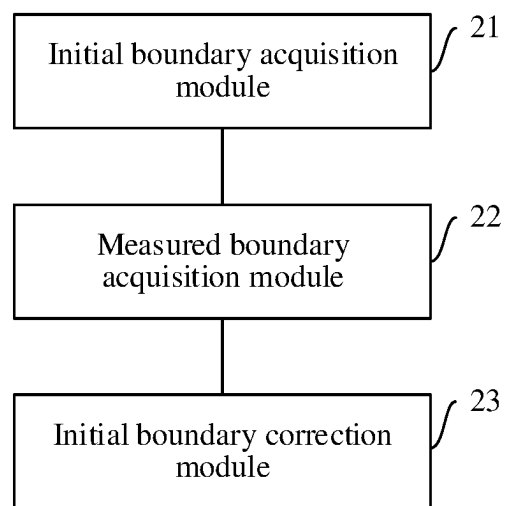 21
Initial boundary acquisition
module
22
Measured boundary
acquisition module
23
Initial boundary correction
module